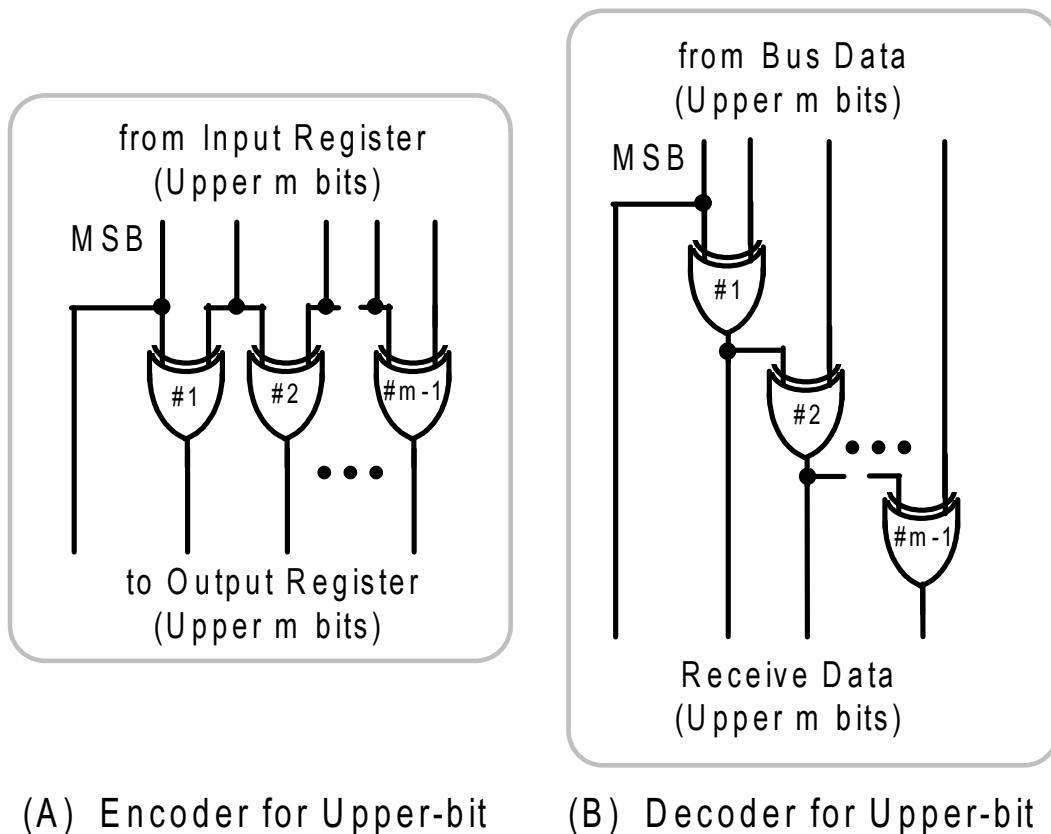 from Input Register
(Upper m bits)
MSB
#1
#2
#m-1
to Output Register
(Upper m bits)
(A) Encoder for Upper-bit
from Bus Data
(Upper m bits)
MSB
#1
#2
#m-1
Receive Data
(Upper m bits)
(B) Decoder for Upper-bit